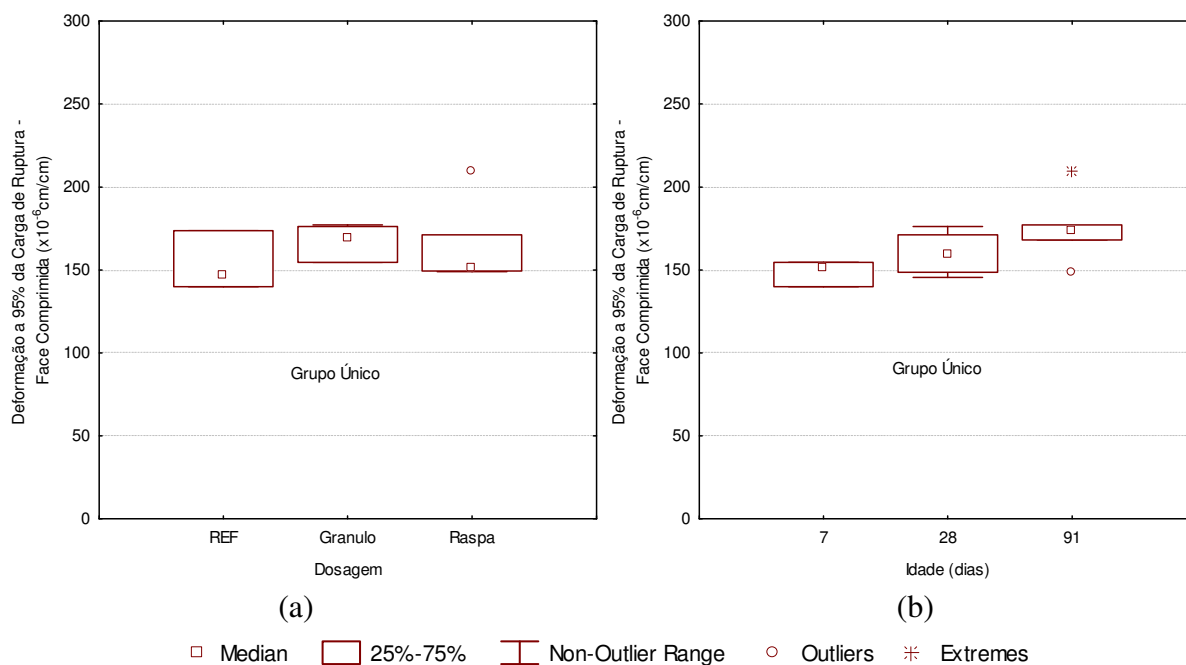 Deformação a 95% da Carga de Ruptura -
Face Comprimida (x10⁻⁶cm/cm)
300
250
200
150
100
50
0
Grupo Único
REF Granulo Raspa
Dosagem
(a)
Deformação a 95% da Carga de Ruptura -
Face Comprimida (x10⁻⁶cm/cm)
300
250
200
150
100
50
0
Grupo Único
7 28 91
Idade (dias)
(b)
Median 25%-75% Non-Outlier Range Outliers Extremes